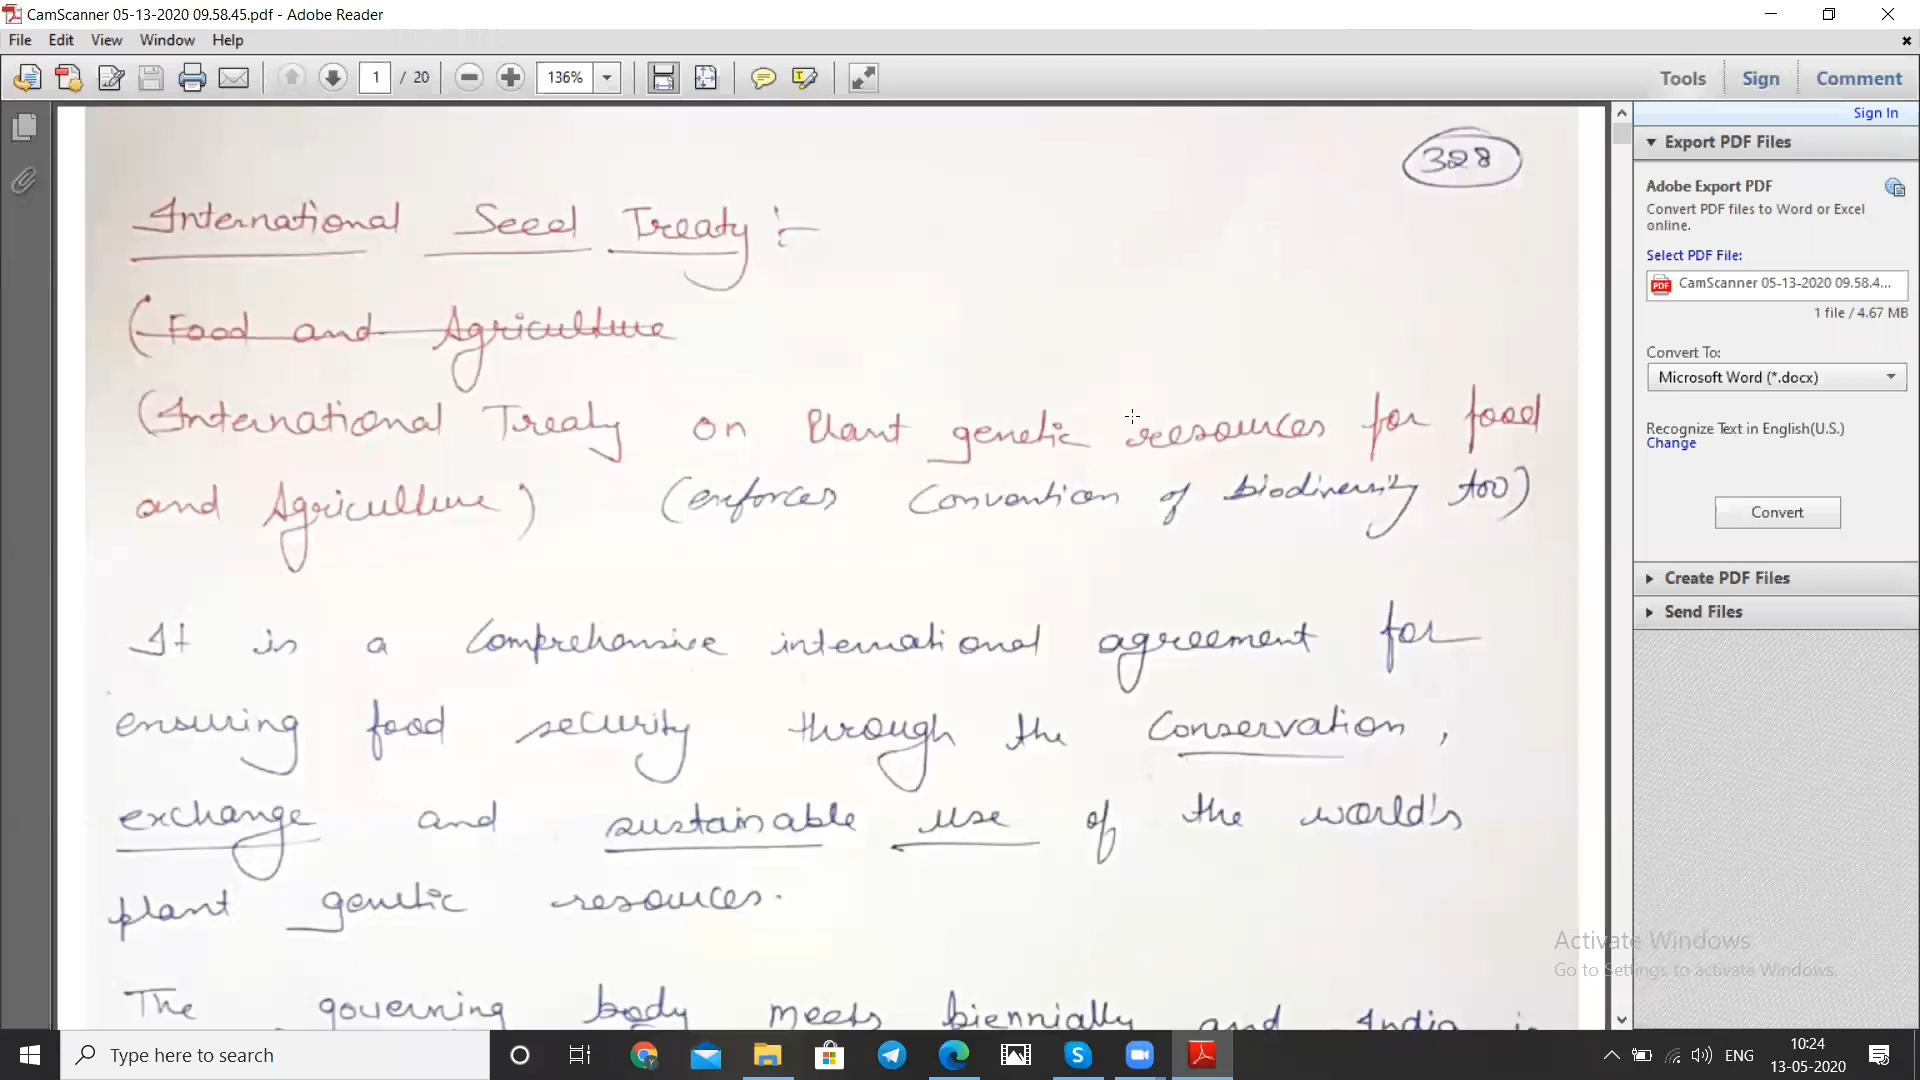 CamScanner 05-13-2020 09.58.45.pdf - Adobe Reader
File Edit View Window Help
1 / 20 136% Tools Sign Comment
Sign In
Export PDF Files
Adobe Export PDF
Convert PDF files to Word or Excel
online.
Select PDF File:
CamScanner 05-13-2020 09.58.4...
1 file / 4.67 MB
Convert To:
Microsoft Word (*.docx)
Recognize Text in English(U.S.)
Change
Convert
Create PDF Files
Send Files
328
International Seed Treaty :-
(Food and Agriculture
(International Treaty on Plant genetic resources for food
and Agriculture) (enforces Convention of biodiversity too)
It is a comprehensive international agreement for
ensuring food security through the conservation,
exchange and sustainable use of the world's
plant genetic resources.
The governing body meets biennially and India is
Activate Windows
Go to Settings to activate Windows.
Type here to search
ENG
10:24
13-05-2020